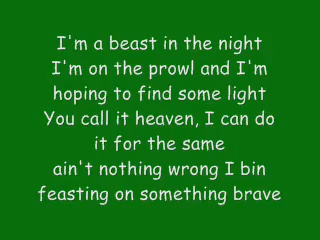 I'm a beast in the night
I'm on the prowl and I'm
hoping to find some light
You call it heaven, I can do
it for the same
ain't nothing wrong I bin
feasting on something brave